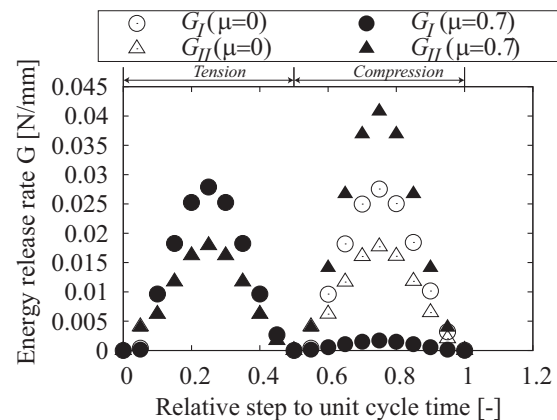 G_I(μ=0) G_I(μ=0.7)
G_II(μ=0) G_II(μ=0.7)
Tension Compression
0.045
0.04
0.035
0.03
0.025
0.02
0.015
0.01
0.005
0
Energy release rate G [N/mm]
0 0.2 0.4 0.6 0.8 1 1.2
Relative step to unit cycle time [-]